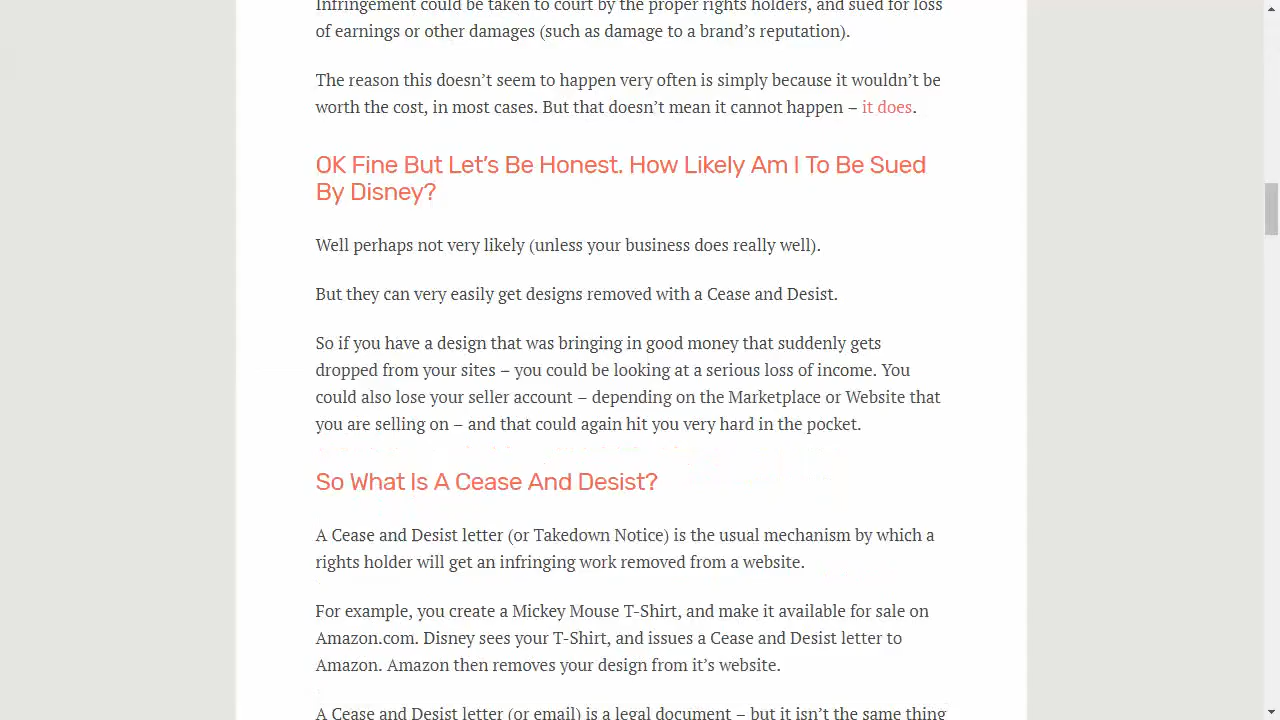 Infringement could be taken to court by the proper rights holders, and sued for loss
of earnings or other damages (such as damage to a brand’s reputation).
The reason this doesn’t seem to happen very often is simply because it wouldn’t be
worth the cost, in most cases. But that doesn’t mean it cannot happen – it does.
OK Fine But Let’s Be Honest. How Likely Am I To Be Sued
By Disney?
Well perhaps not very likely (unless your business does really well).
But they can very easily get designs removed with a Cease and Desist.
So if you have a design that was bringing in good money that suddenly gets
dropped from your sites – you could be looking at a serious loss of income. You
could also lose your seller account – depending on the Marketplace or Website that
you are selling on – and that could again hit you very hard in the pocket.
So What Is A Cease And Desist?
A Cease and Desist letter (or Takedown Notice) is the usual mechanism by which a
rights holder will get an infringing work removed from a website.
For example, you create a Mickey Mouse T-Shirt, and make it available for sale on
Amazon.com. Disney sees your T-Shirt, and issues a Cease and Desist letter to
Amazon. Amazon then removes your design from it’s website.
A Cease and Desist letter (or email) is a legal document – but it isn’t the same thing